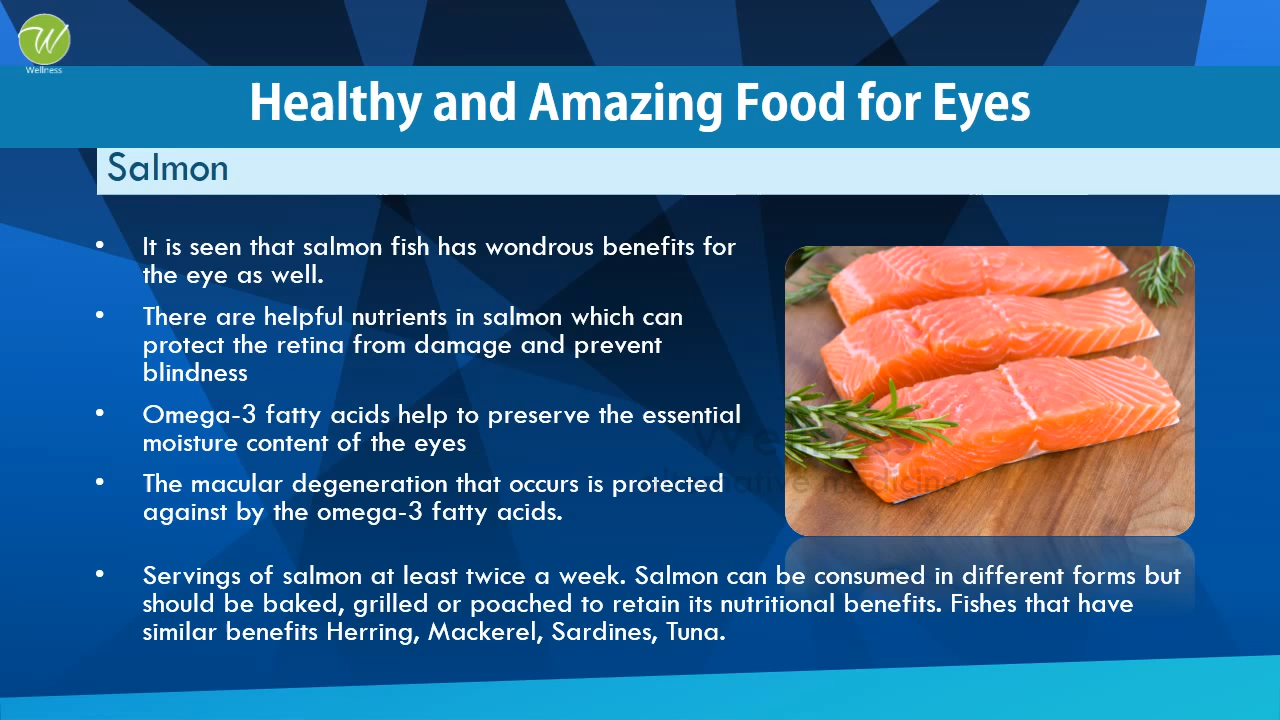 W
Wellness
Healthy and Amazing Food for Eyes
Salmon
• It is seen that salmon fish has wondrous benefits for
the eye as well.
• There are helpful nutrients in salmon which can
protect the retina from damage and prevent
blindness
• Omega-3 fatty acids help to preserve the essential
moisture content of the eyes
• The macular degeneration that occurs is protected
against by the omega-3 fatty acids.
• Servings of salmon at least twice a week. Salmon can be consumed in different forms but
should be baked, grilled or poached to retain its nutritional benefits. Fishes that have
similar benefits Herring, Mackerel, Sardines, Tuna.